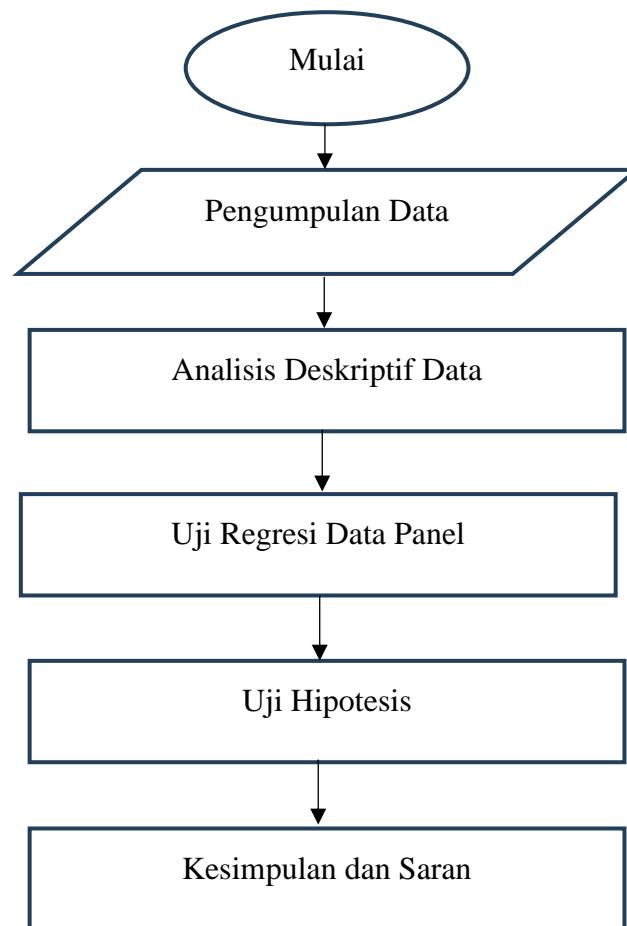 Mulai
Pengumpulan Data
Analisis Deskriptif Data
Uji Regresi Data Panel
Uji Hipotesis
Kesimpulan dan Saran